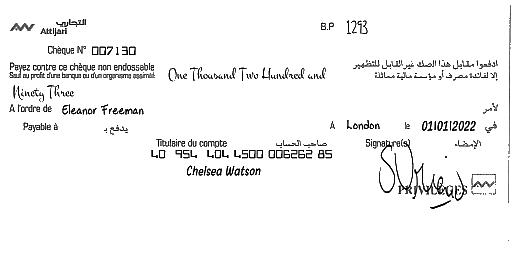 التجاري
Attijari
B.P 1293
Chèque N° 007130
Payez contre ce chèque non endossable
Sauf au profit d'une banque ou d'un organisme assimilé
One Thousand Two Hundred and
ادفعوا مقابل هذا الصك غير القابل للتظهير
إلا لفائدة مصرف أو مؤسسة مالية مماثلة
Ninety Three
A l'ordre de Eleanor Freeman
لأمر
Payable à يدفع بـ
A London le 01/01/2022 في
Titulaire du compte صاحب الحساب
Signature(s) الإمضاء
40 954 404 4500 006262 85
Chelsea Watson
PRIVILEGES